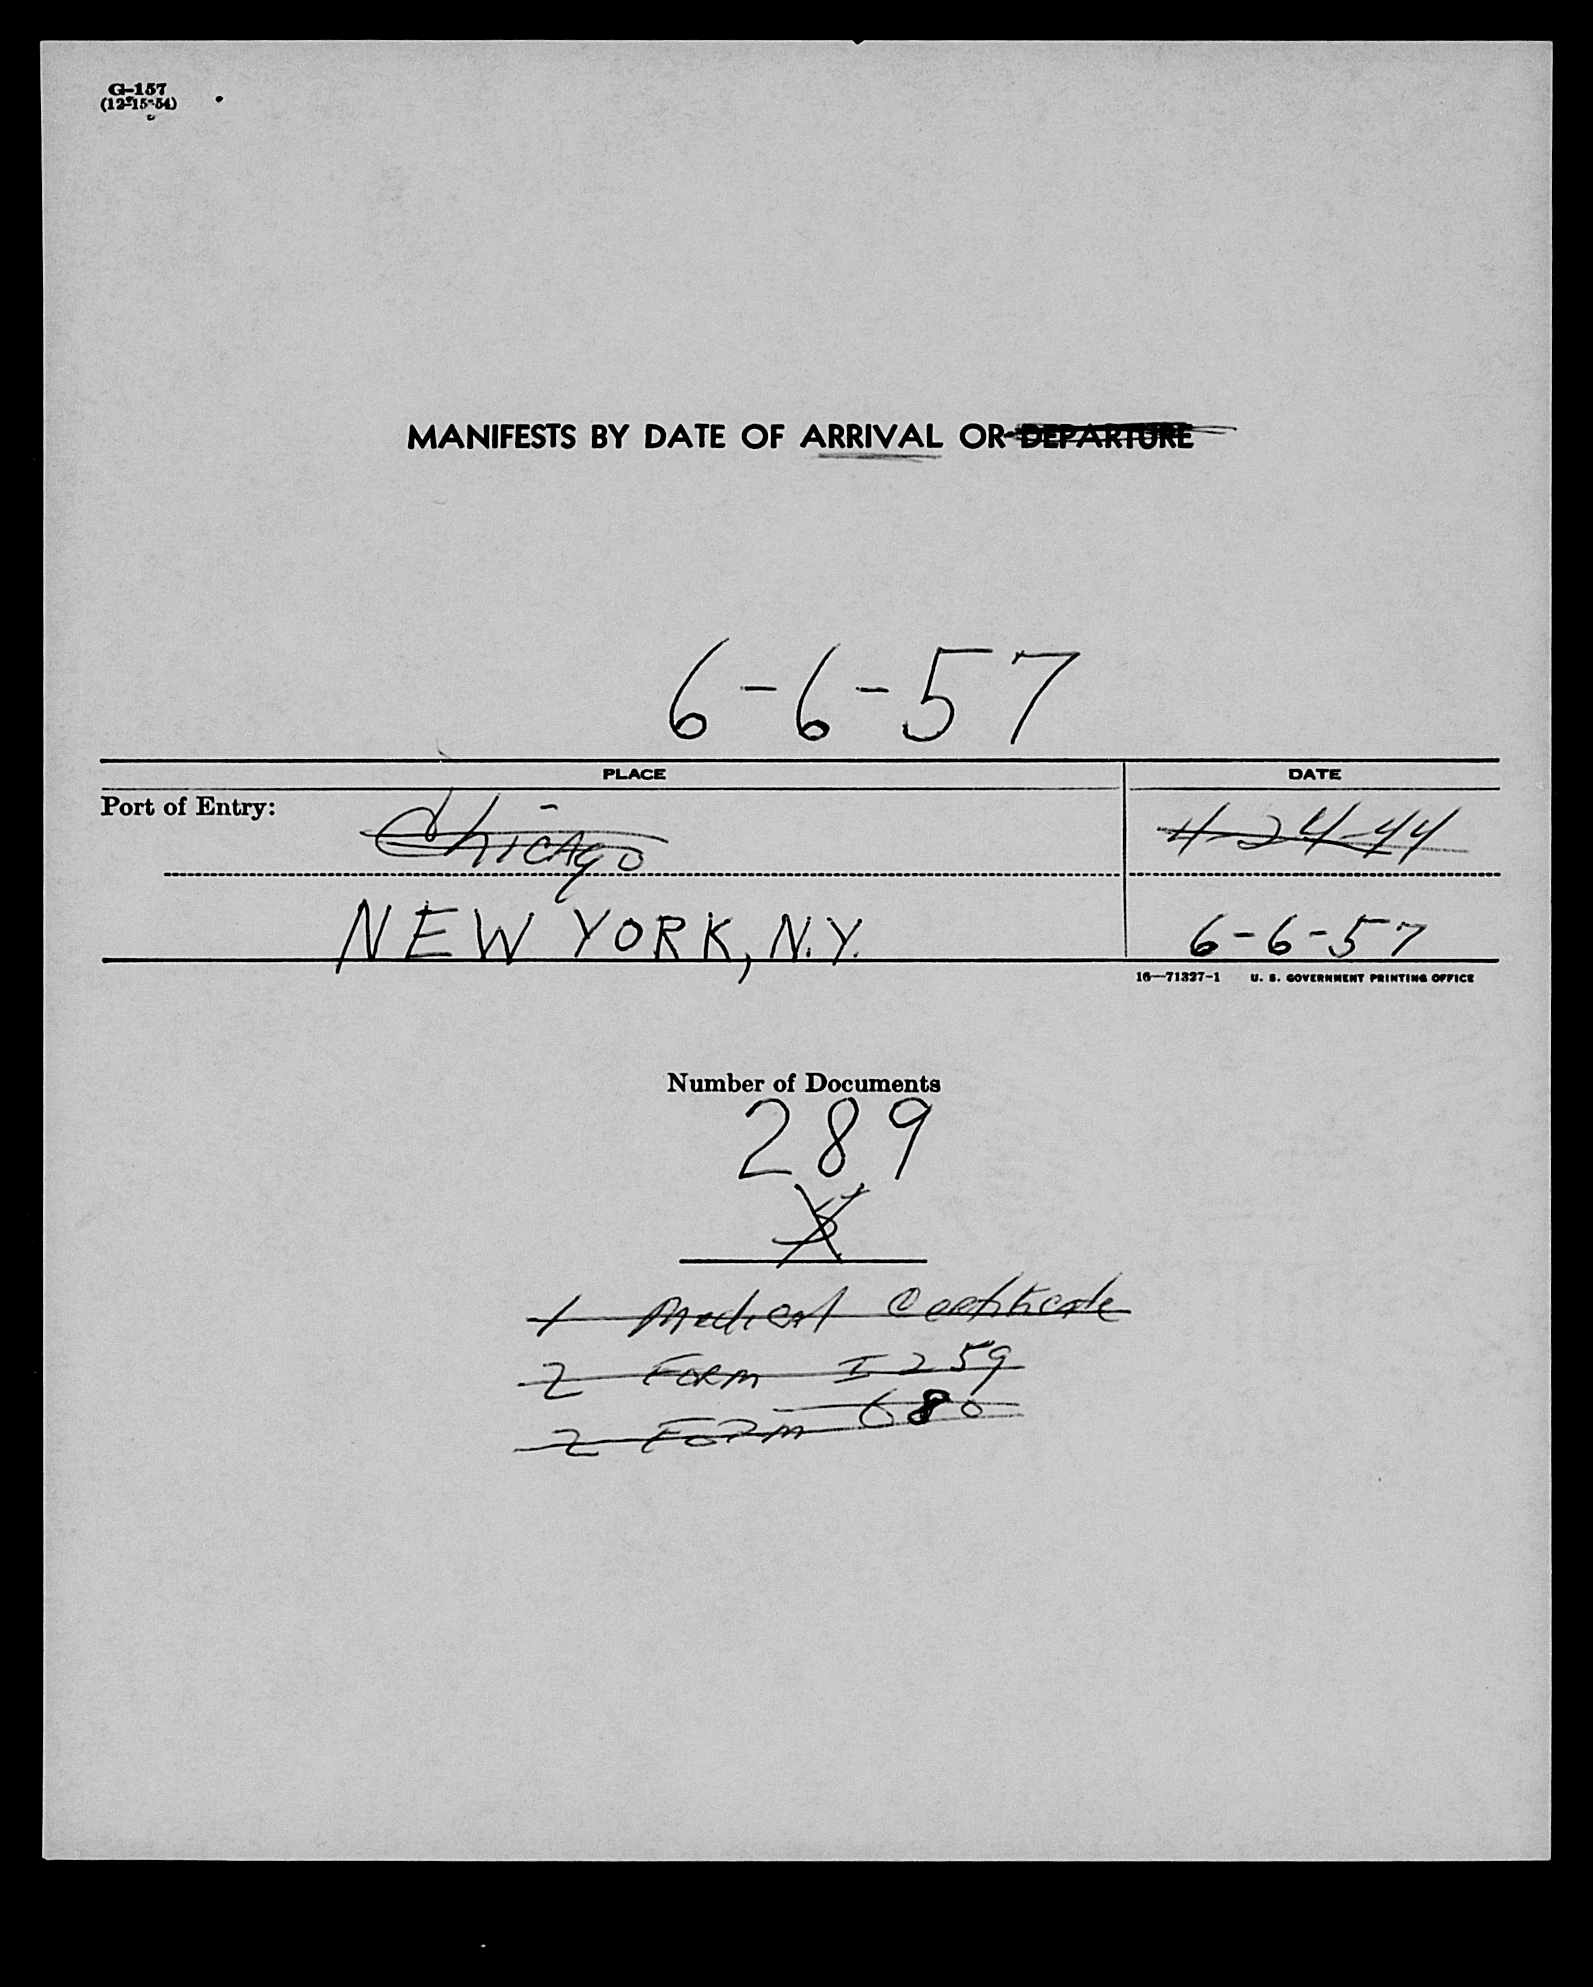 G-157
(12-15-54)
MANIFESTS BY DATE OF ARRIVAL OR DEPARTURE
6-6-57
PLACE DATE
Port of Entry: Chicago 4-24-44
NEW YORK, N.Y. 6-6-57
16—71327-1 U. S. GOVERNMENT PRINTING OFFICE
Number of Documents
289
1 Medical Certificate
2 Form I 259
2 Form 680